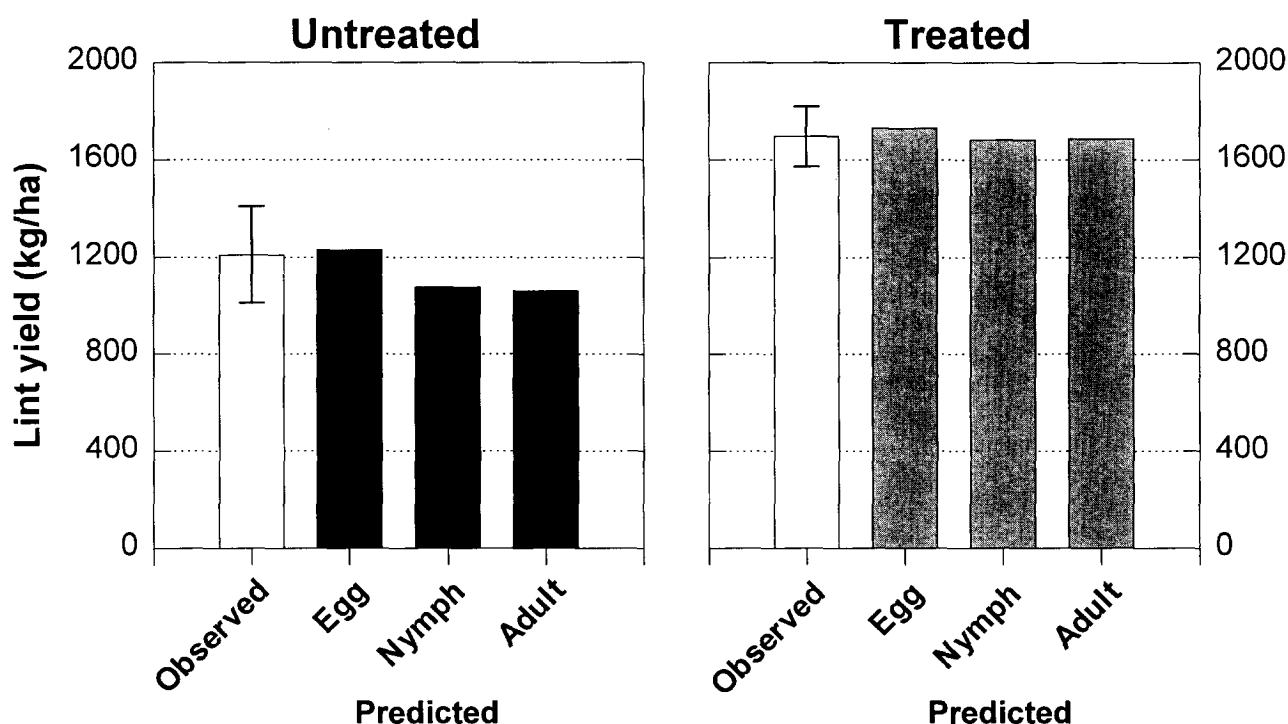 Untreated
Treated
Lint yield (kg/ha)
2000
1600
1200
800
400
0
2000
1600
1200
800
400
0
Observed
Egg
Nymph
Adult
Observed
Egg
Nymph
Adult
Predicted
Predicted